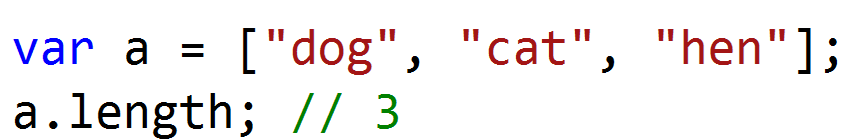 var a = ["dog", "cat", "hen"];
a.length; // 3